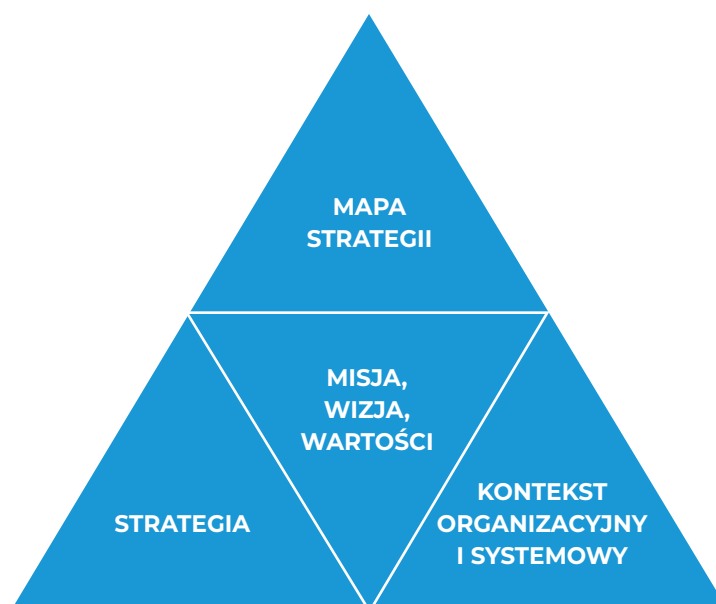 MAPA
STRATEGII
MISJA,
WIZJA,
WARTOŚCI
STRATEGIA
KONTEKST
ORGANIZACYJNY
I SYSTEMOWY